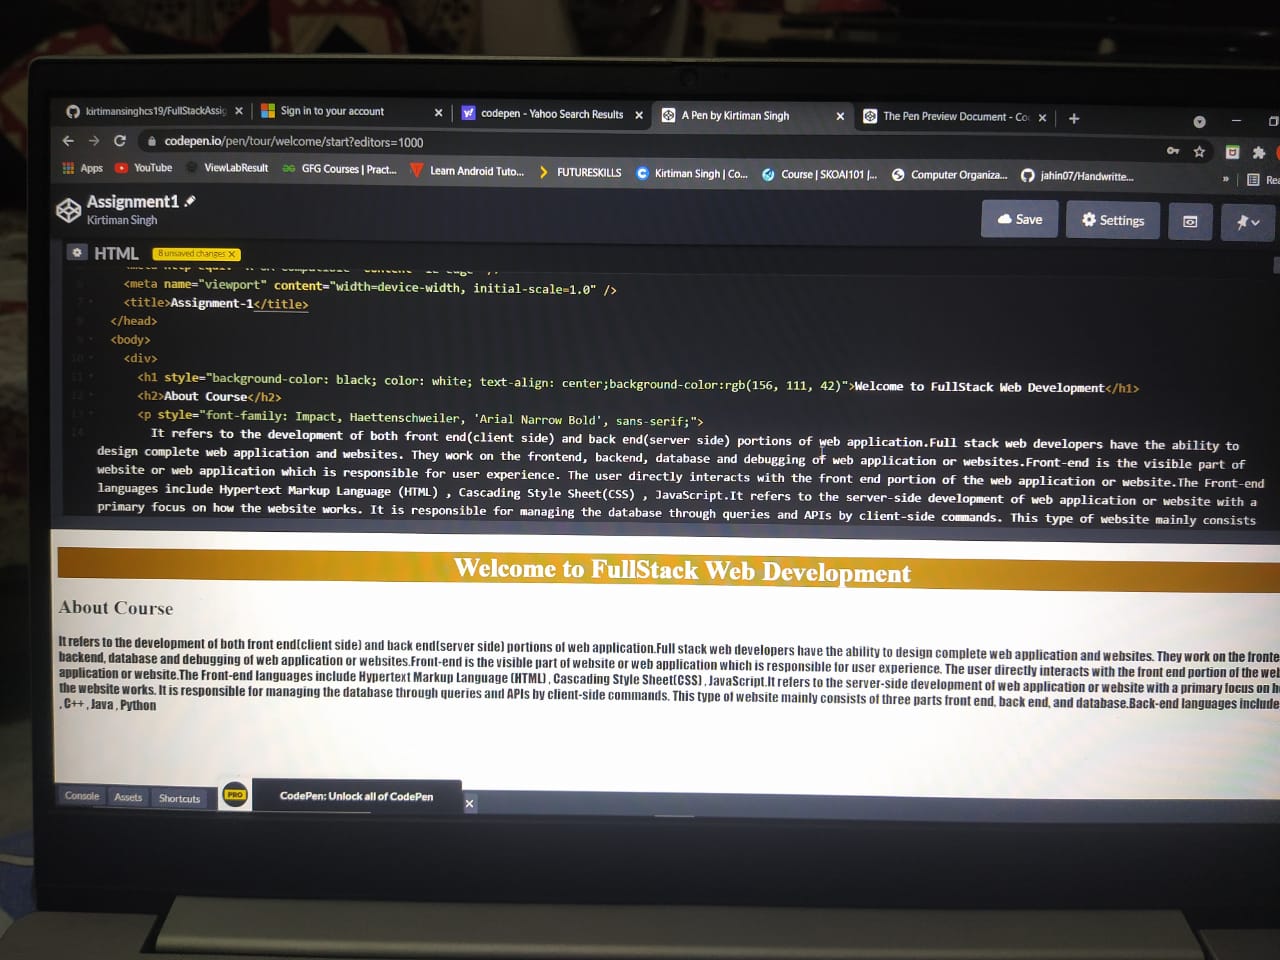 kirtimansinghcs19/FullStackAssig
Sign in to your account
codepen - Yahoo Search Results
A Pen by Kirtiman Singh
The Pen Preview Document - Co
codepen.io/pen/tour/welcome/start?editors=1000
Apps YouTube ViewLabResult GFG Courses | Pract... Learn Android Tuto... FUTURESKILLS Kirtiman Singh | Co... Course | SKOAI101 |... Computer Organiza... jahin07/Handwritte... » Rea
Assignment1
Kirtiman Singh
Save Settings
HTML 8 unsaved changes X
<meta name="viewport" content="width=device-width, initial-scale=1.0" />
<title>Assignment-1</title>
</head>
<body>
<div>
<h1 style="background-color: black; color: white; text-align: center;background-color:rgb(156, 111, 42)">Welcome to FullStack Web Development</h1>
<h2>About Course</h2>
<p style="font-family: Impact, Haettenschweiler, 'Arial Narrow Bold', sans-serif;">
It refers to the development of both front end(client side) and back end(server side) portions of web application.Full stack web developers have the ability to
design complete web application and websites. They work on the frontend, backend, database and debugging of web application or websites.Front-end is the visible part of
website or web application which is responsible for user experience. The user directly interacts with the front end portion of the web application or website.The Front-end
languages include Hypertext Markup Language (HTML) , Cascading Style Sheet(CSS) , JavaScript.It refers to the server-side development of web application or website with a
primary focus on how the website works. It is responsible for managing the database through queries and APIs by client-side commands. This type of website mainly consists
Welcome to FullStack Web Development
About Course
It refers to the development of both front end(client side) and back end(server side) portions of web application.Full stack web developers have the ability to design complete web application and websites. They work on the fronte
backend, database and debugging of web application or websites.Front-end is the visible part of website or web application which is responsible for user experience. The user directly interacts with the front end portion of the web
application or website.The Front-end languages include Hypertext Markup Language (HTML) , Cascading Style Sheet(CSS) , JavaScript.It refers to the server-side development of web application or website with a primary focus on h
the website works. It is responsible for managing the database through queries and APIs by client-side commands. This type of website mainly consists of three parts front end, back end, and database.Back-end languages include
, C++ , Java , Python
Console Assets Shortcuts PRO CodePen: Unlock all of CodePen X